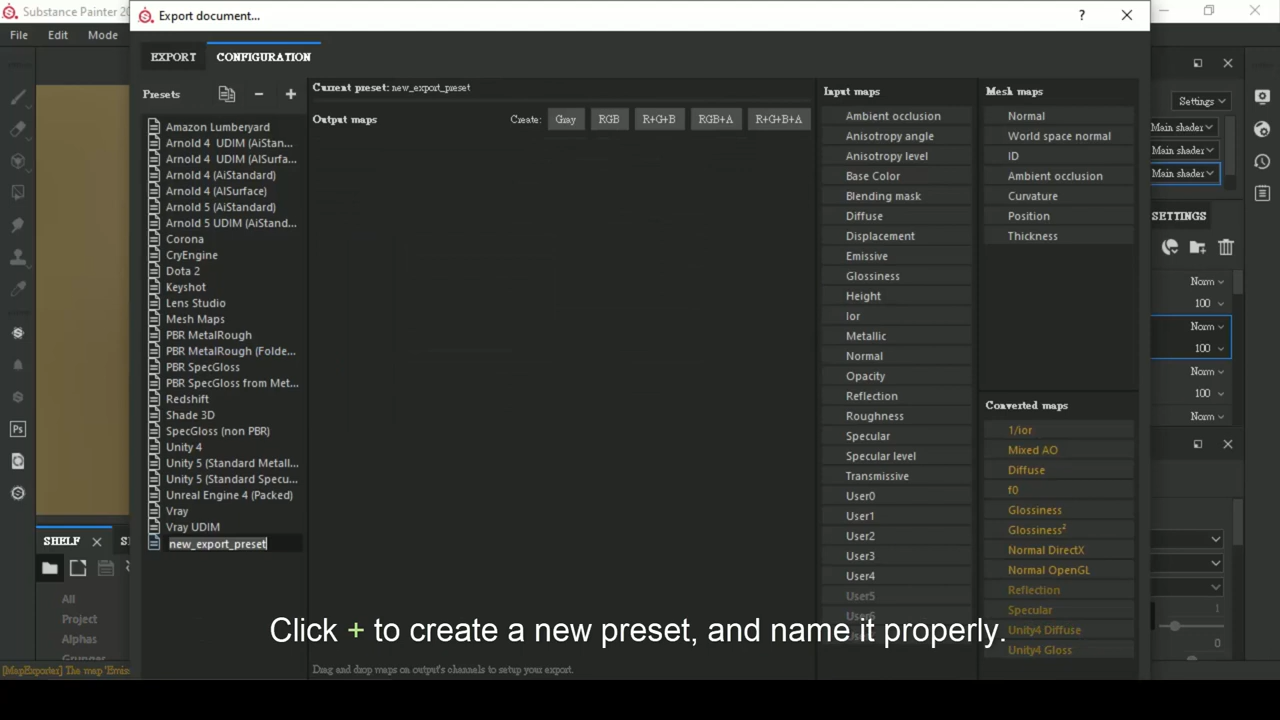 Substance Painter 20
Export document...
?
File
Edit
Mode
EXPORT
CONFIGURATION
Presets
Amazon Lumberyard
Arnold 4 UDIM (AiStan...
Arnold 4 UDIM (AlSurfa...
Arnold 4 (AiStandard)
Arnold 4 (AlSurface)
Arnold 5 (AiStandard)
Arnold 5 UDIM (AiStand...
Corona
CryEngine
Dota 2
Keyshot
Lens Studio
Mesh Maps
PBR MetalRough
PBR MetalRough (Folde...
PBR SpecGloss
PBR SpecGloss from Met...
Redshift
Shade 3D
SpecGloss (non PBR)
Unity 4
Unity 5 (Standard Metall...
Unity 5 (Standard Specu...
Unreal Engine 4 (Packed)
Vray
Vray UDIM
new_export_preset
Current preset: new_export_preset
Output maps
Create:
Gray
RGB
R+G+B
RGB+A
R+G+B+A
Input maps
Ambient occlusion
Anisotropy angle
Anisotropy level
Base Color
Blending mask
Diffuse
Displacement
Emissive
Glossiness
Height
Ior
Metallic
Normal
Opacity
Reflection
Roughness
Specular
Specular level
Transmissive
User0
User1
User2
User3
User4
User5
Mesh maps
Normal
World space normal
ID
Ambient occlusion
Curvature
Position
Thickness
Converted maps
1/ior
Mixed AO
Diffuse
f0
Glossiness
Glossiness²
Normal DirectX
Normal OpenGL
Reflection
Specular
Unity4 Diffuse
Unity4 Gloss
Settings
Main shader
Main shader
Main shader
SETTINGS
Norm
100
Norm
100
Norm
100
Norm
1
0
Ps
SHELF
S
All
Project
Alphas
Click + to create a new preset, and name it properly.
Drag and drop maps on output's channels to setup your export.
[MapExporter] The map 'Emis